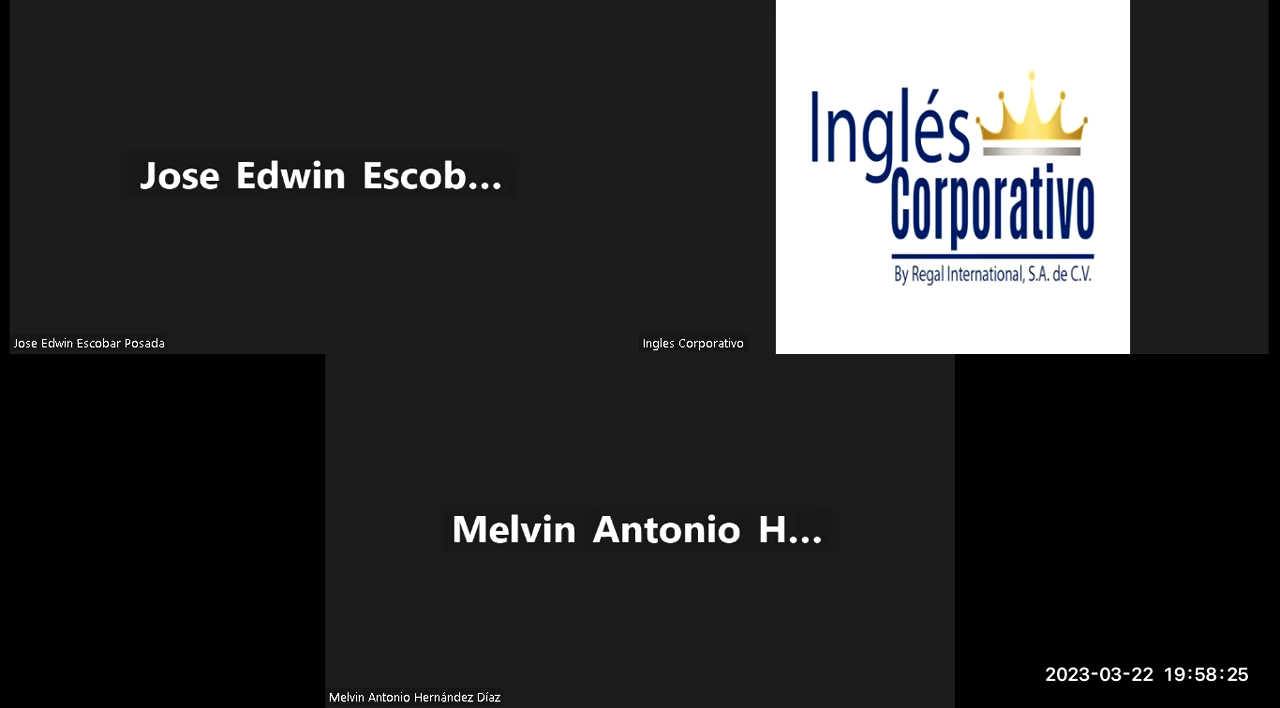 Jose Edwin Escob...
Jose Edwin Escobar Posada
Inglés
Corporativo
By Regal International, S.A. de C.V.
Ingles Corporativo
Melvin Antonio H...
Melvin Antonio Hernández Díaz
2023-03-22 19:58:25